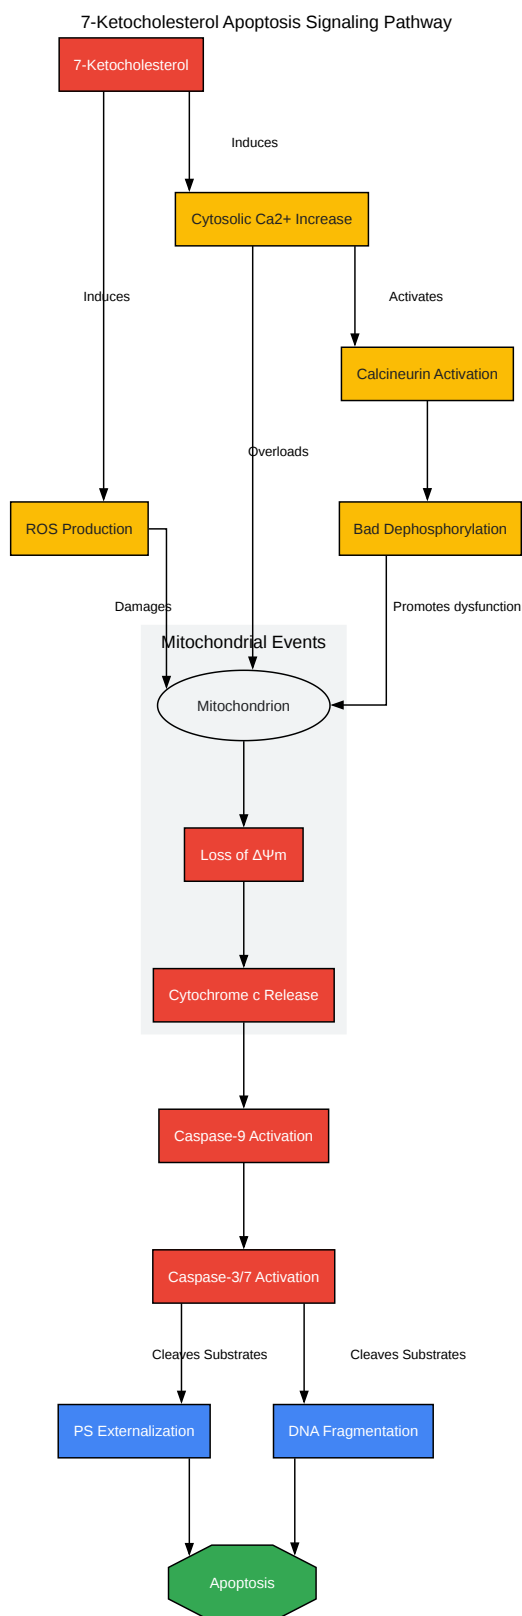 7-Ketocholesterol Apoptosis Signaling Pathway
7-Ketocholesterol
Induces
Cytosolic Ca2+ Increase
Induces
Activates
Calcineurin Activation
Overloads
ROS Production
Bad Dephosphorylation
Damages
Promotes dysfunction
Mitochondrial Events
Mitochondrion
Loss of ΔΨm
Cytochrome c Release
Caspase-9 Activation
Caspase-3/7 Activation
Cleaves Substrates
Cleaves Substrates
PS Externalization
DNA Fragmentation
Apoptosis